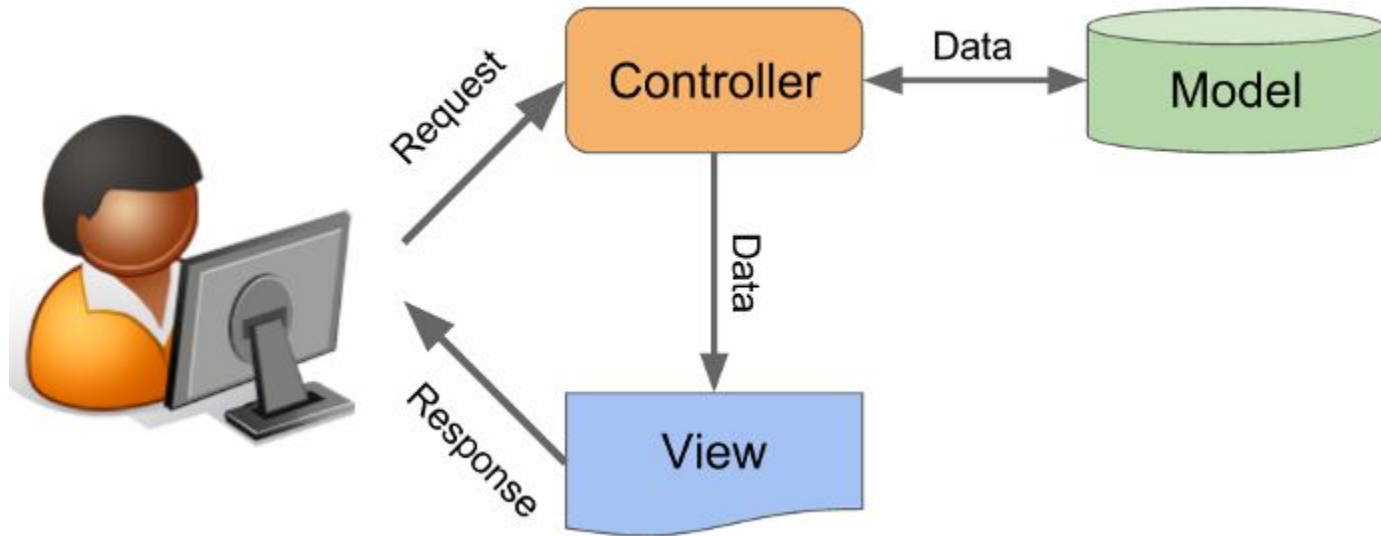 Request
Controller
Data
Model
Data
Response
View